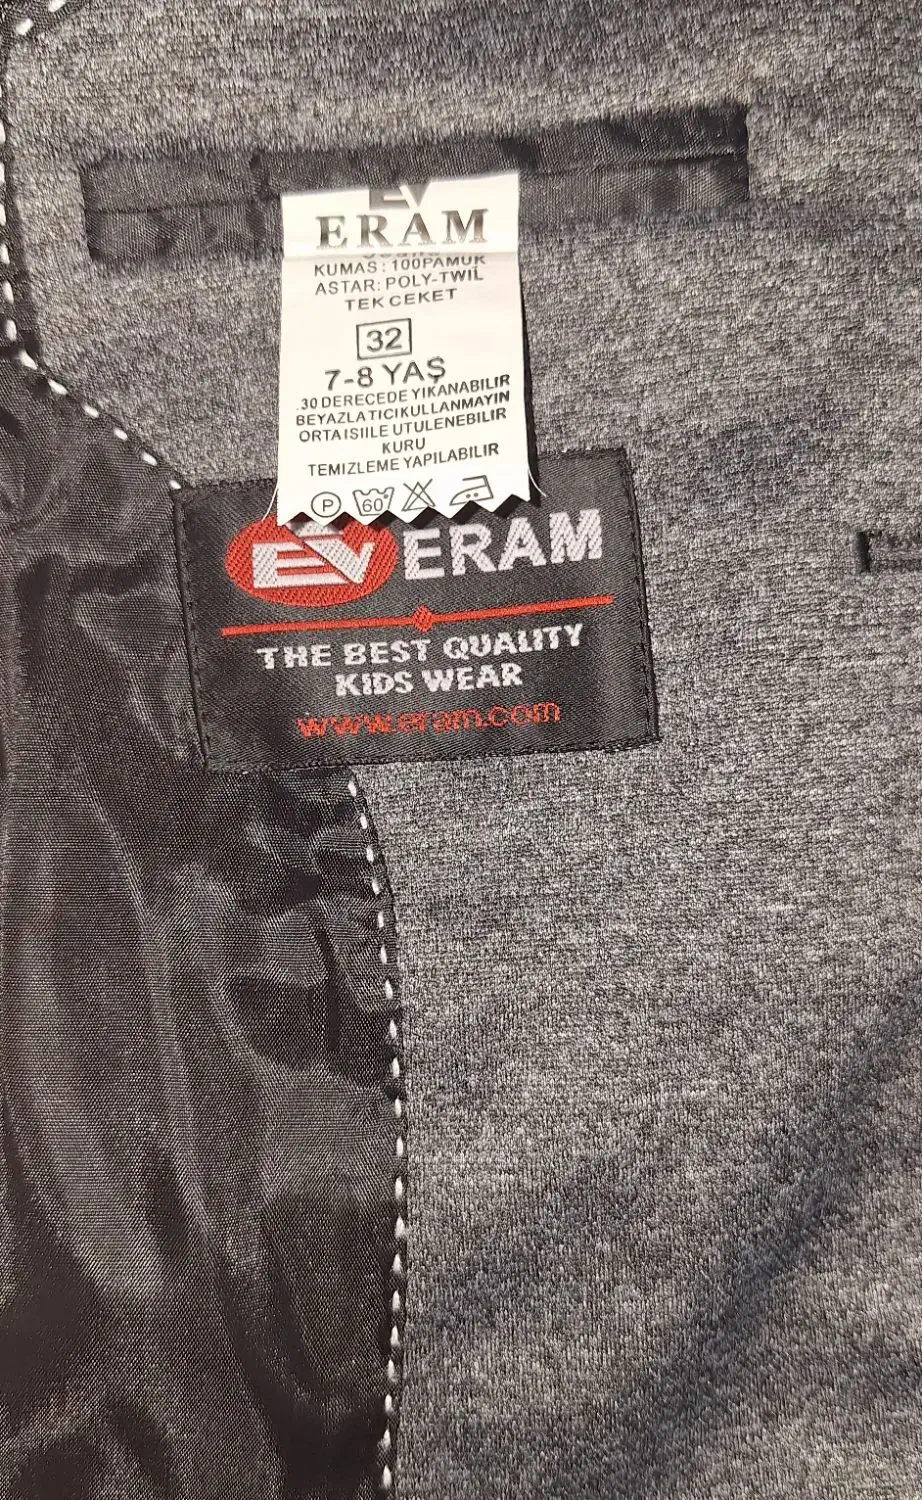 EV
ERAM
KUMAS : 100PAMUK
ASTAR: POLY-TWIL
TEK CEKET
32
7-8 YAŞ
.30 DERECEDE YIKANABILIR
BEYAZLATICIKULLANMAYIN
ORTAISIILE UTULENEBILIR
KURU
TEMIZLEME YAPILABILIR
P 60
EV ERAM
THE BEST QUALITY
KIDS WEAR
www.eram.com